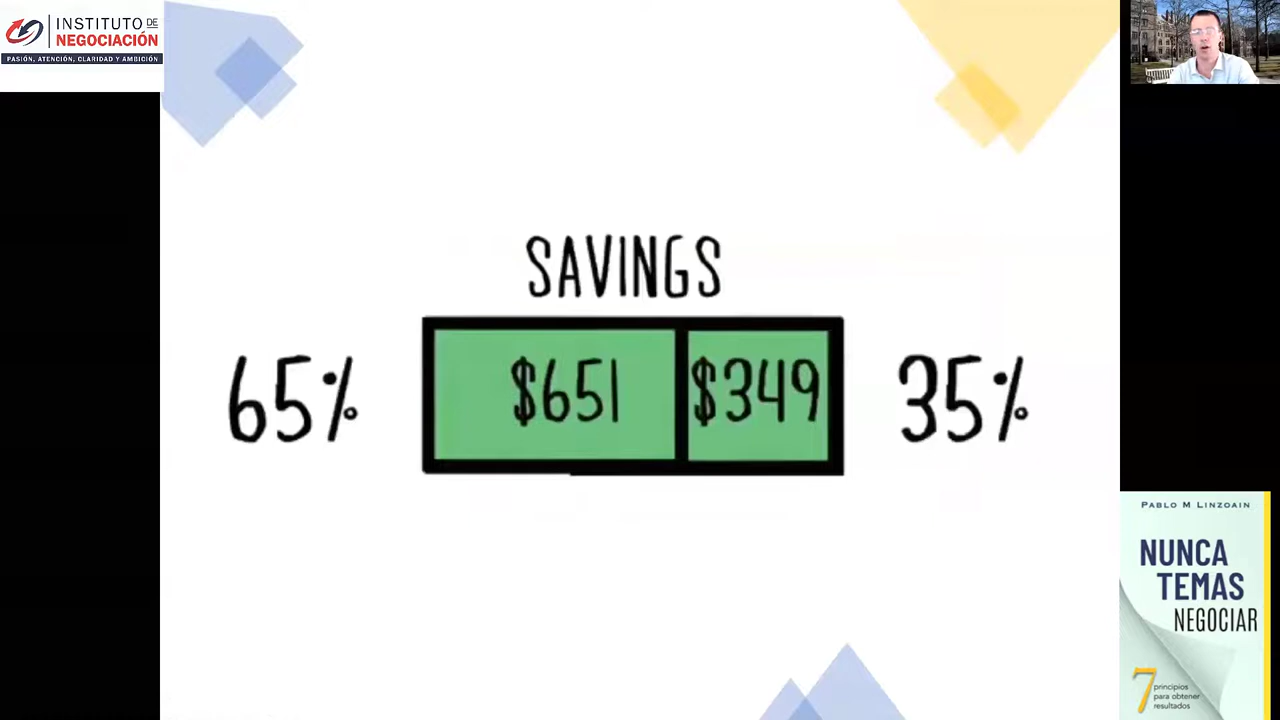 INSTITUTO DE
NEGOCIACIÓN
PASIÓN, ATENCIÓN, CLARIDAD Y AMBICIÓN
SAVINGS
65% $651 $349 35%
PABLO M LINZOAIN
NUNCA
TEMAS
NEGOCIAR
7 principios
para obtener
resultados